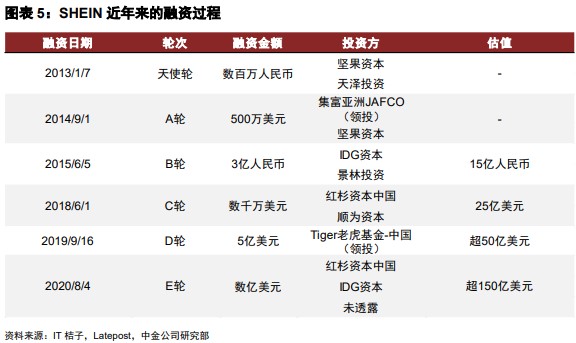 图表 5：SHEIN 近年来的融资过程
融资日期 轮次 融资金额 投资方 估值
2013/1/7 天使轮 数百万人民币 坚果资本 -
天泽投资
2014/9/1 A轮 500万美元 集富亚洲JAFCO -
（领投）
坚果资本
2015/6/5 B轮 3亿人民币 IDG资本 15亿人民币
景林投资
2018/6/1 C轮 数千万美元 红杉资本中国 25亿美元
顺为资本
2019/9/16 D轮 5亿美元 Tiger老虎基金-中国 超50亿美元
（领投）
2020/8/4 E轮 数亿美元 红杉资本中国 超150亿美元
IDG资本
未透露
资料来源：IT 桔子，Latepost，中金公司研究部